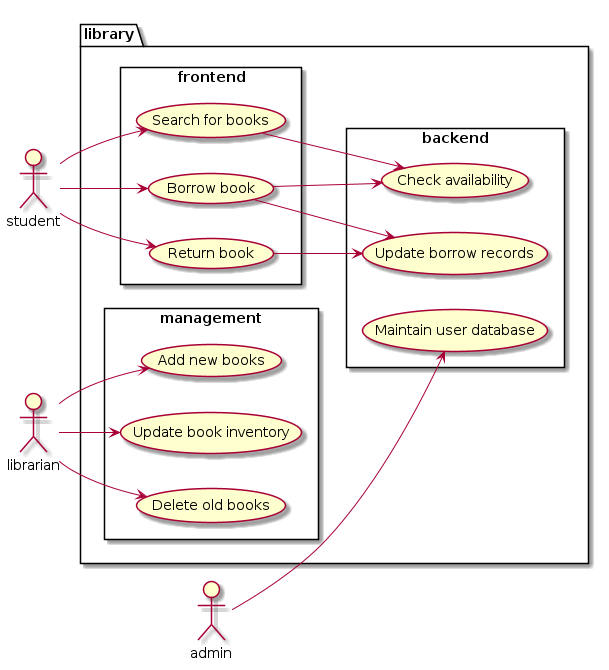 library
frontend
Search for books
Borrow book
Return book
backend
Check availability
Update borrow records
Maintain user database
management
Add new books
Update book inventory
Delete old books
student
librarian
admin